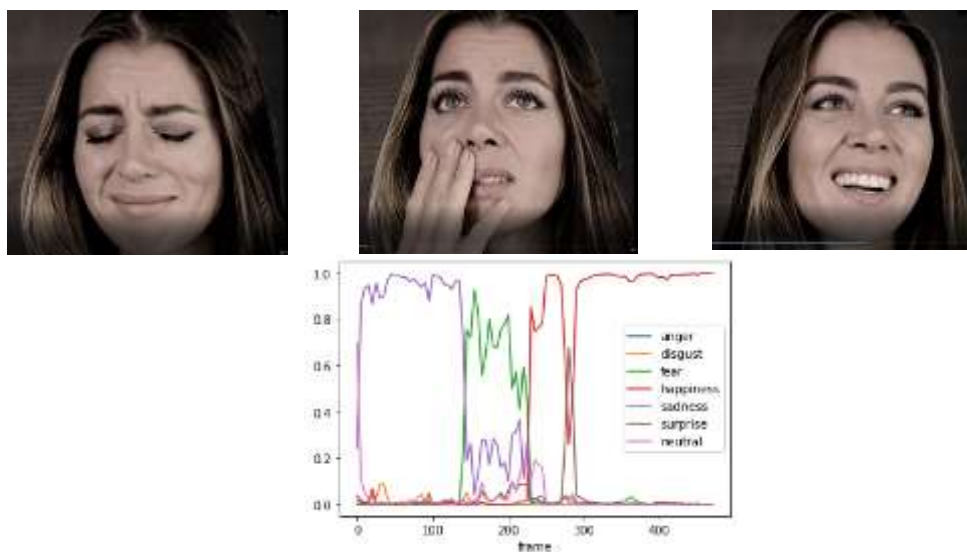 1.0
0.8
0.6
0.4
0.2
0.0
anger
disgust
fear
happiness
sadness
surprise
neutral
0 100 200 300 400
frame